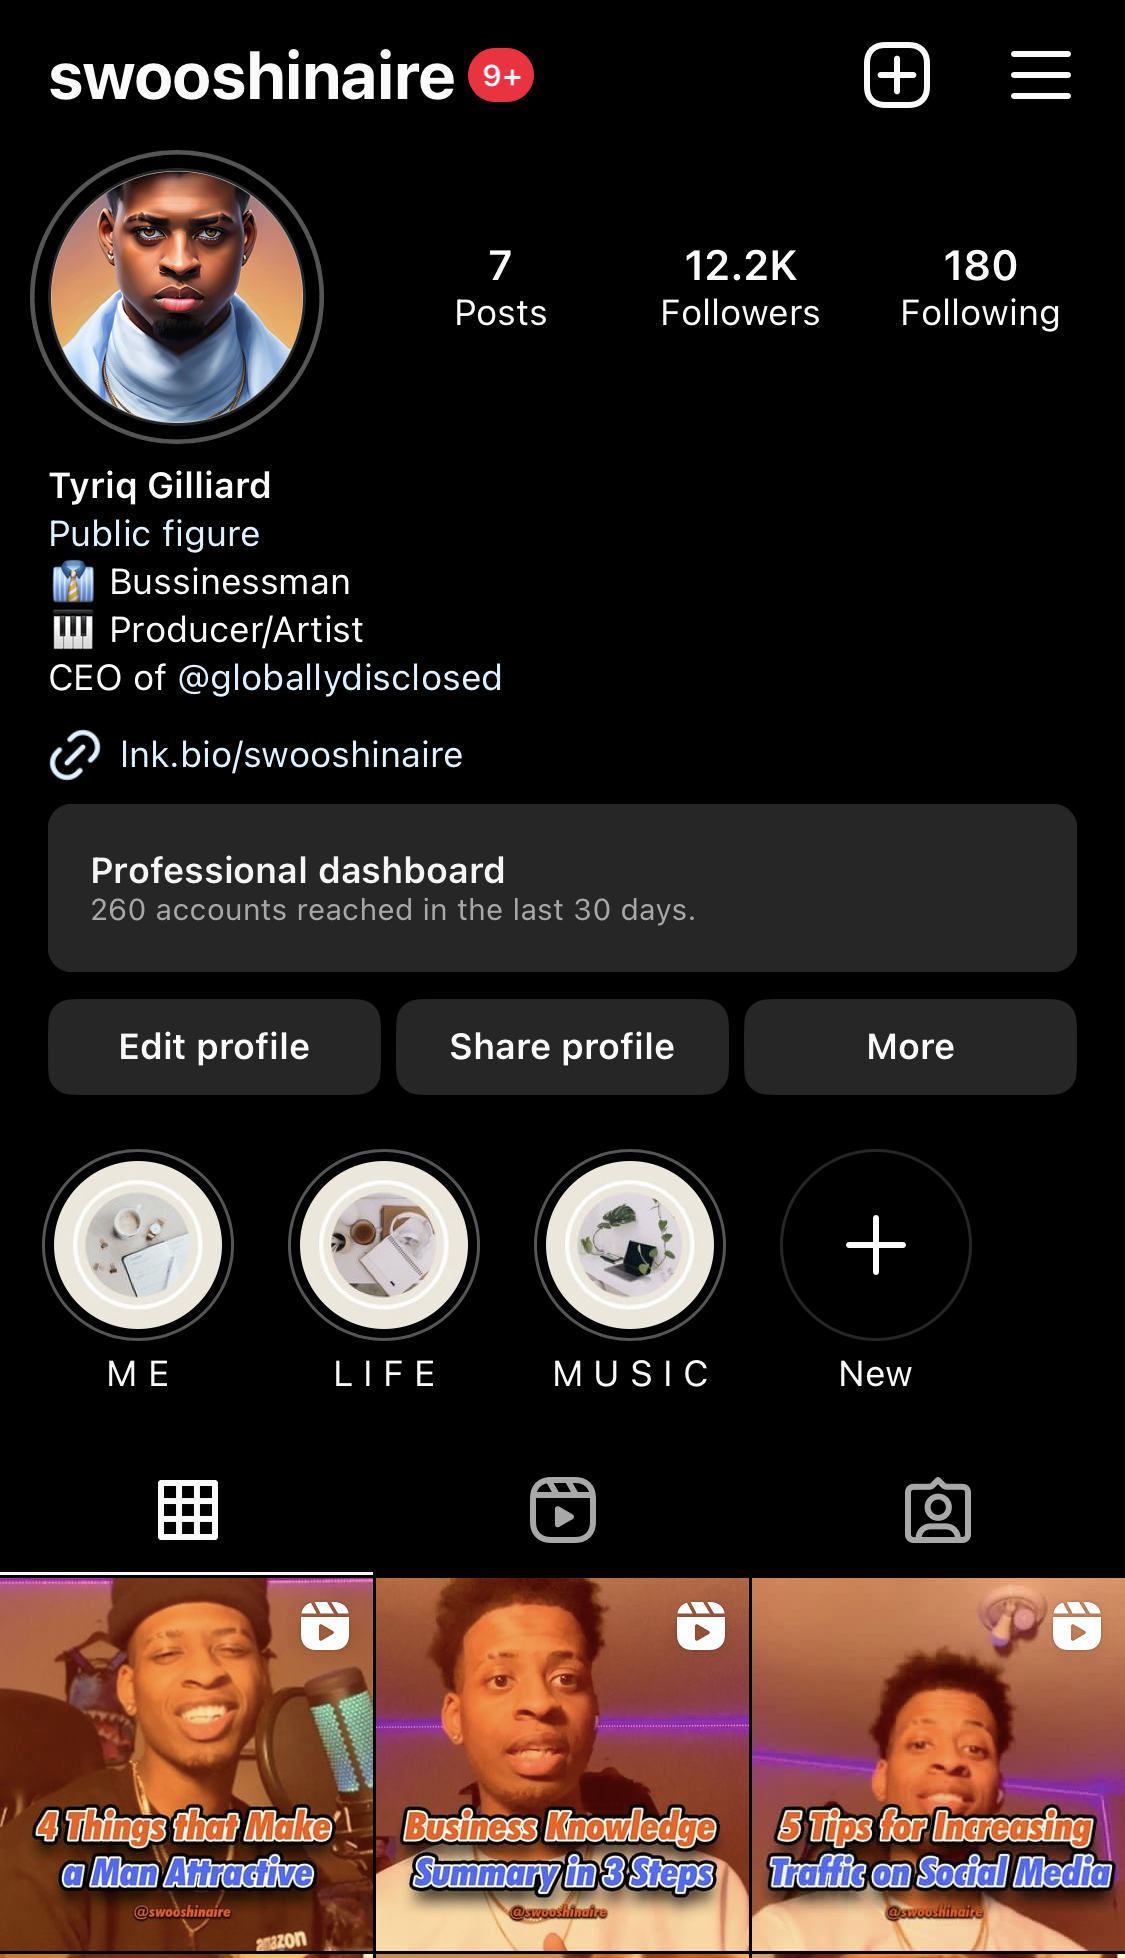 swooshinaire 9+
7 12.2K 180
Posts Followers Following
Tyriq Gilliard
Public figure
👔 Bussinessman
🎹 Producer/Artist
CEO of @globallydisclosed
lnk.bio/swooshinaire
Professional dashboard
260 accounts reached in the last 30 days.
Edit profile Share profile More
M E L I F E M U S I C New
4 Things that Make
a Man Attractive
@swooshinaire
amazon
Business Knowledge
Summary in 3 Steps
@swooshinaire
5 Tips for Increasing
Traffic on Social Media
@swooshinaire